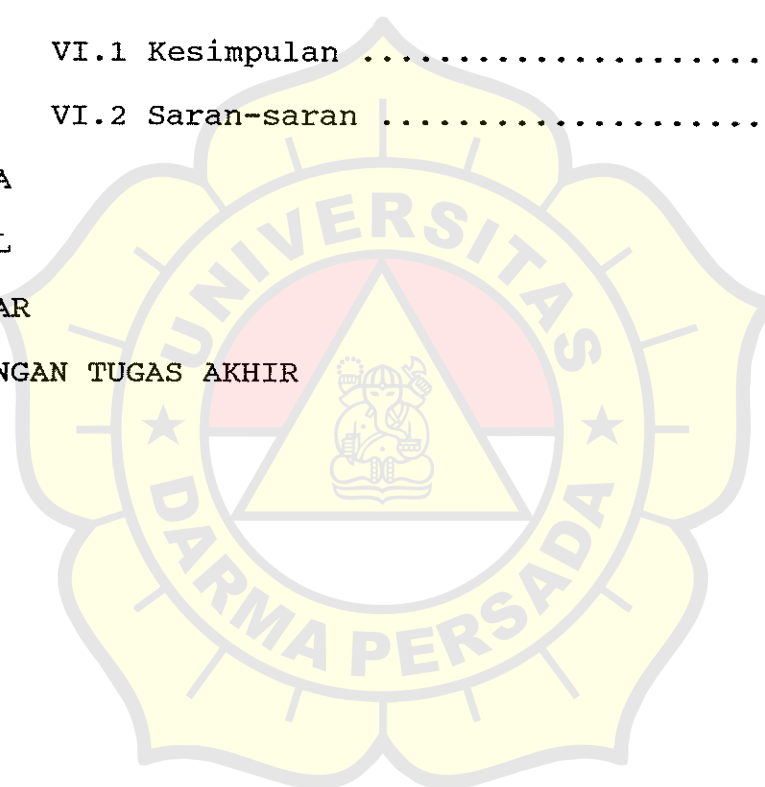 VI.1 Kesimpulan .....................
VI.2 Saran-saran ....................
A
L
AR
NGAN TUGAS AKHIR
UNIVERSITAS
DARMA PERSADA